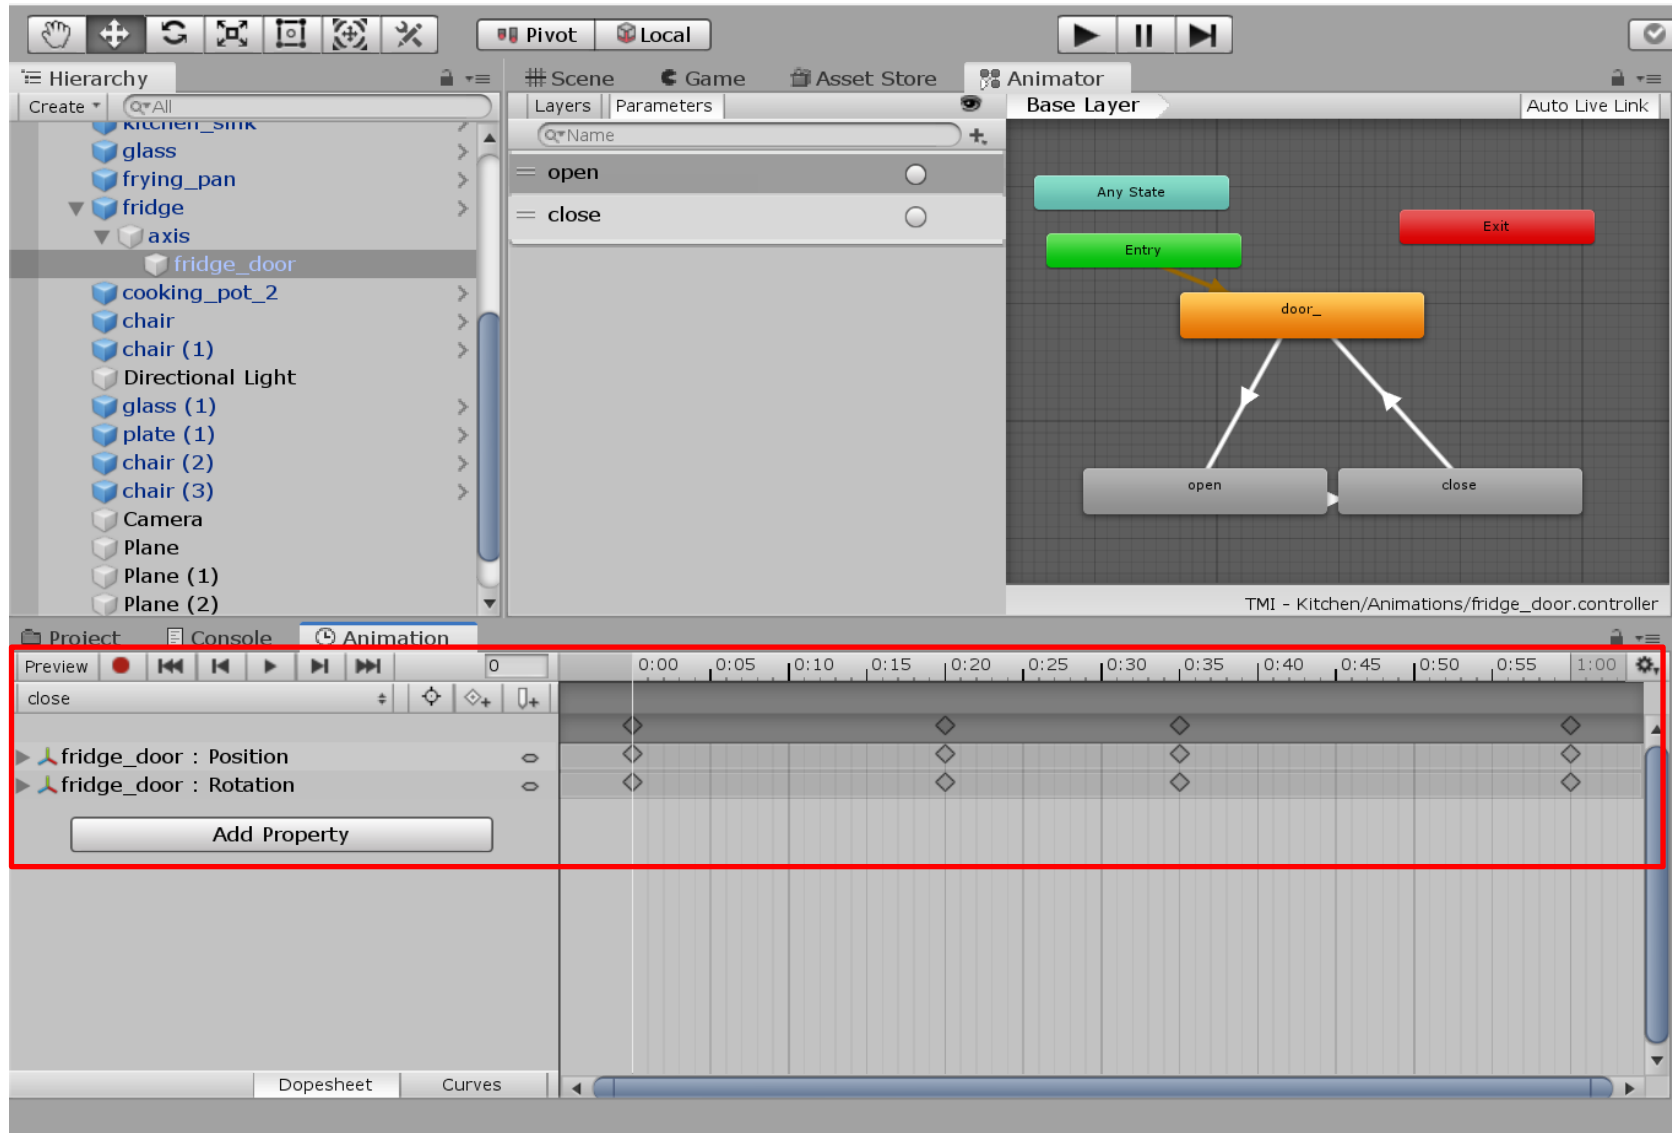 Pivot Local
Hierarchy
Create All
kitchen_sink
glass
frying_pan
fridge
axis
fridge_door
cooking_pot_2
chair
chair (1)
Directional Light
glass (1)
plate (1)
chair (2)
chair (3)
Camera
Plane
Plane (1)
Plane (2)
Scene Game Asset Store Animator
Layers Parameters
Name
open
close
Base Layer Auto Live Link
Any State
Exit
Entry
door_
open close
TMI - Kitchen/Animations/fridge_door.controller
Project Console Animation
Preview 0 0:00 0:05 0:10 0:15 0:20 0:25 0:30 0:35 0:40 0:45 0:50 0:55 1:00
close
fridge_door : Position
fridge_door : Rotation
Add Property
Dopesheet Curves